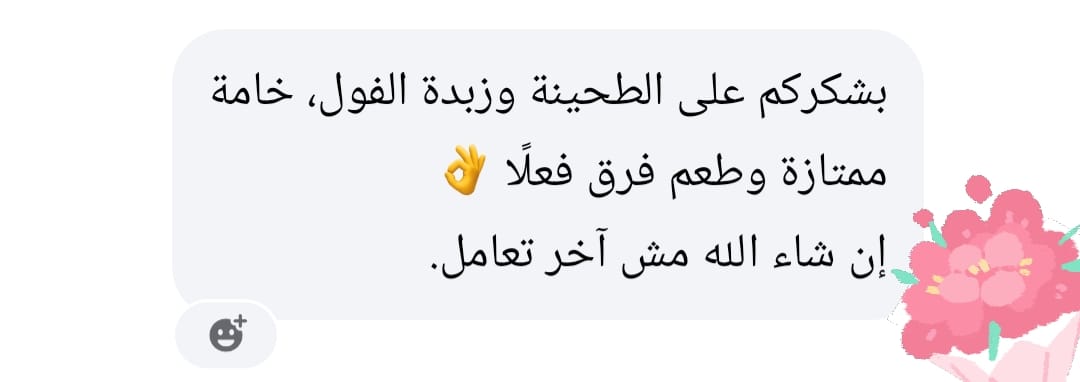 بشكركم على الطحينة وزبدة الفول، خامة
ممتازة وطعم فرق فعلًا 👌
إن شاء الله مش آخر تعامل.